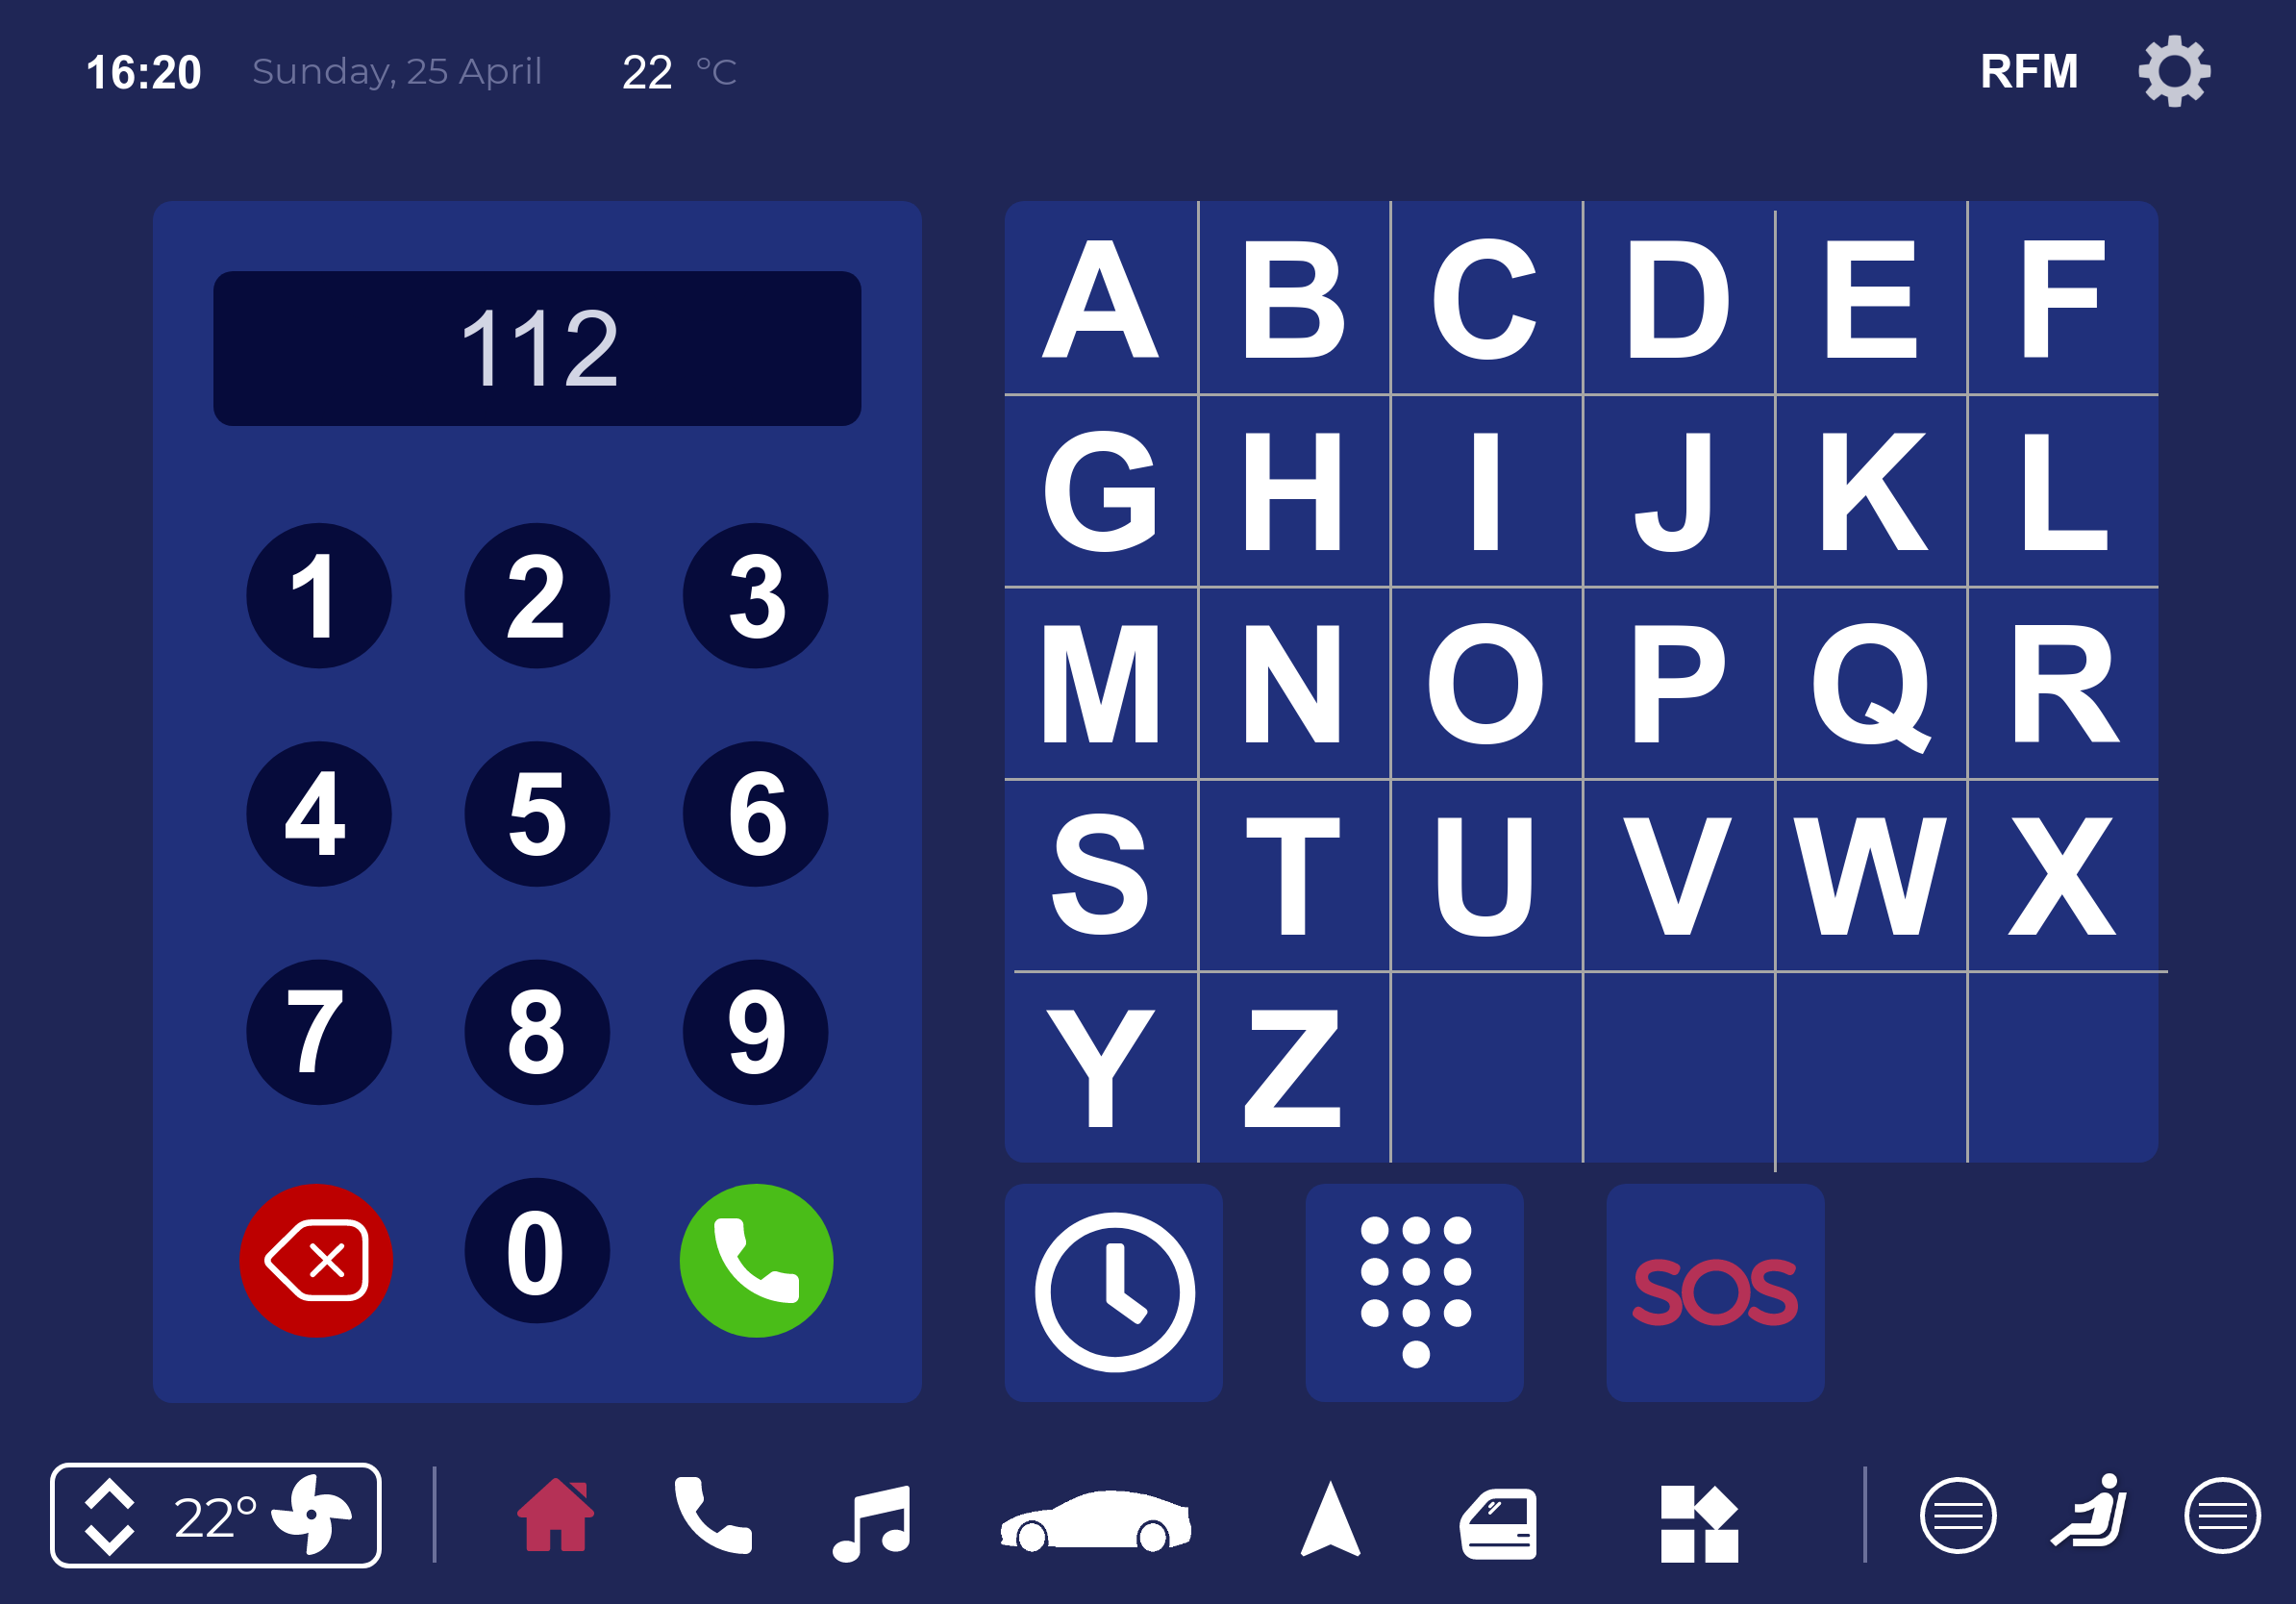 16:20 Sunday, 25 April 22 °C RFM
112
1 2 3
4 5 6
7 8 9
0
A B C D E F
G H I J K L
M N O P Q R
S T U V W X
Y Z
SOS
22°